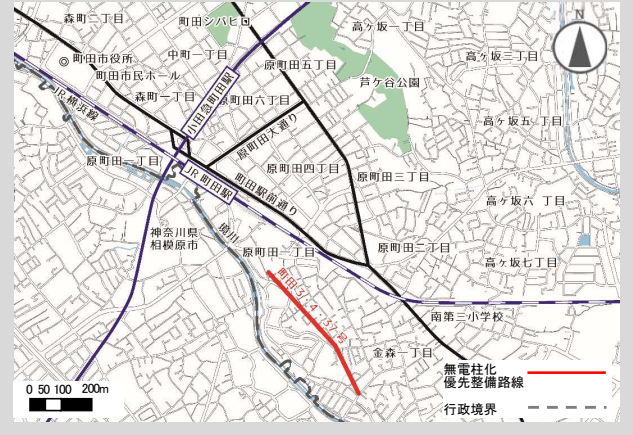 森町二丁目
町田シバヒロ
高ヶ坂一丁目
N
町田市役所
中町一丁目
高ヶ坂三丁目
町田市民ホール
原町田五丁目
芦ケ谷公園
小田急町田駅
森町一丁目
原町田六丁目
JR横浜線
高ヶ坂五丁目
原町田大通り
原町田一丁目
原町田四丁目
原町田三丁目
JR町田駅
町田駅前通り
高ヶ坂六丁目
神奈川県
相模原市
境川
原町田一丁目
原町田二丁目
高ヶ坂七丁目
町田3・4・37号
南第三小学校
金森一丁目
無電柱化
優先整備路線
行政境界
0 50 100 200m